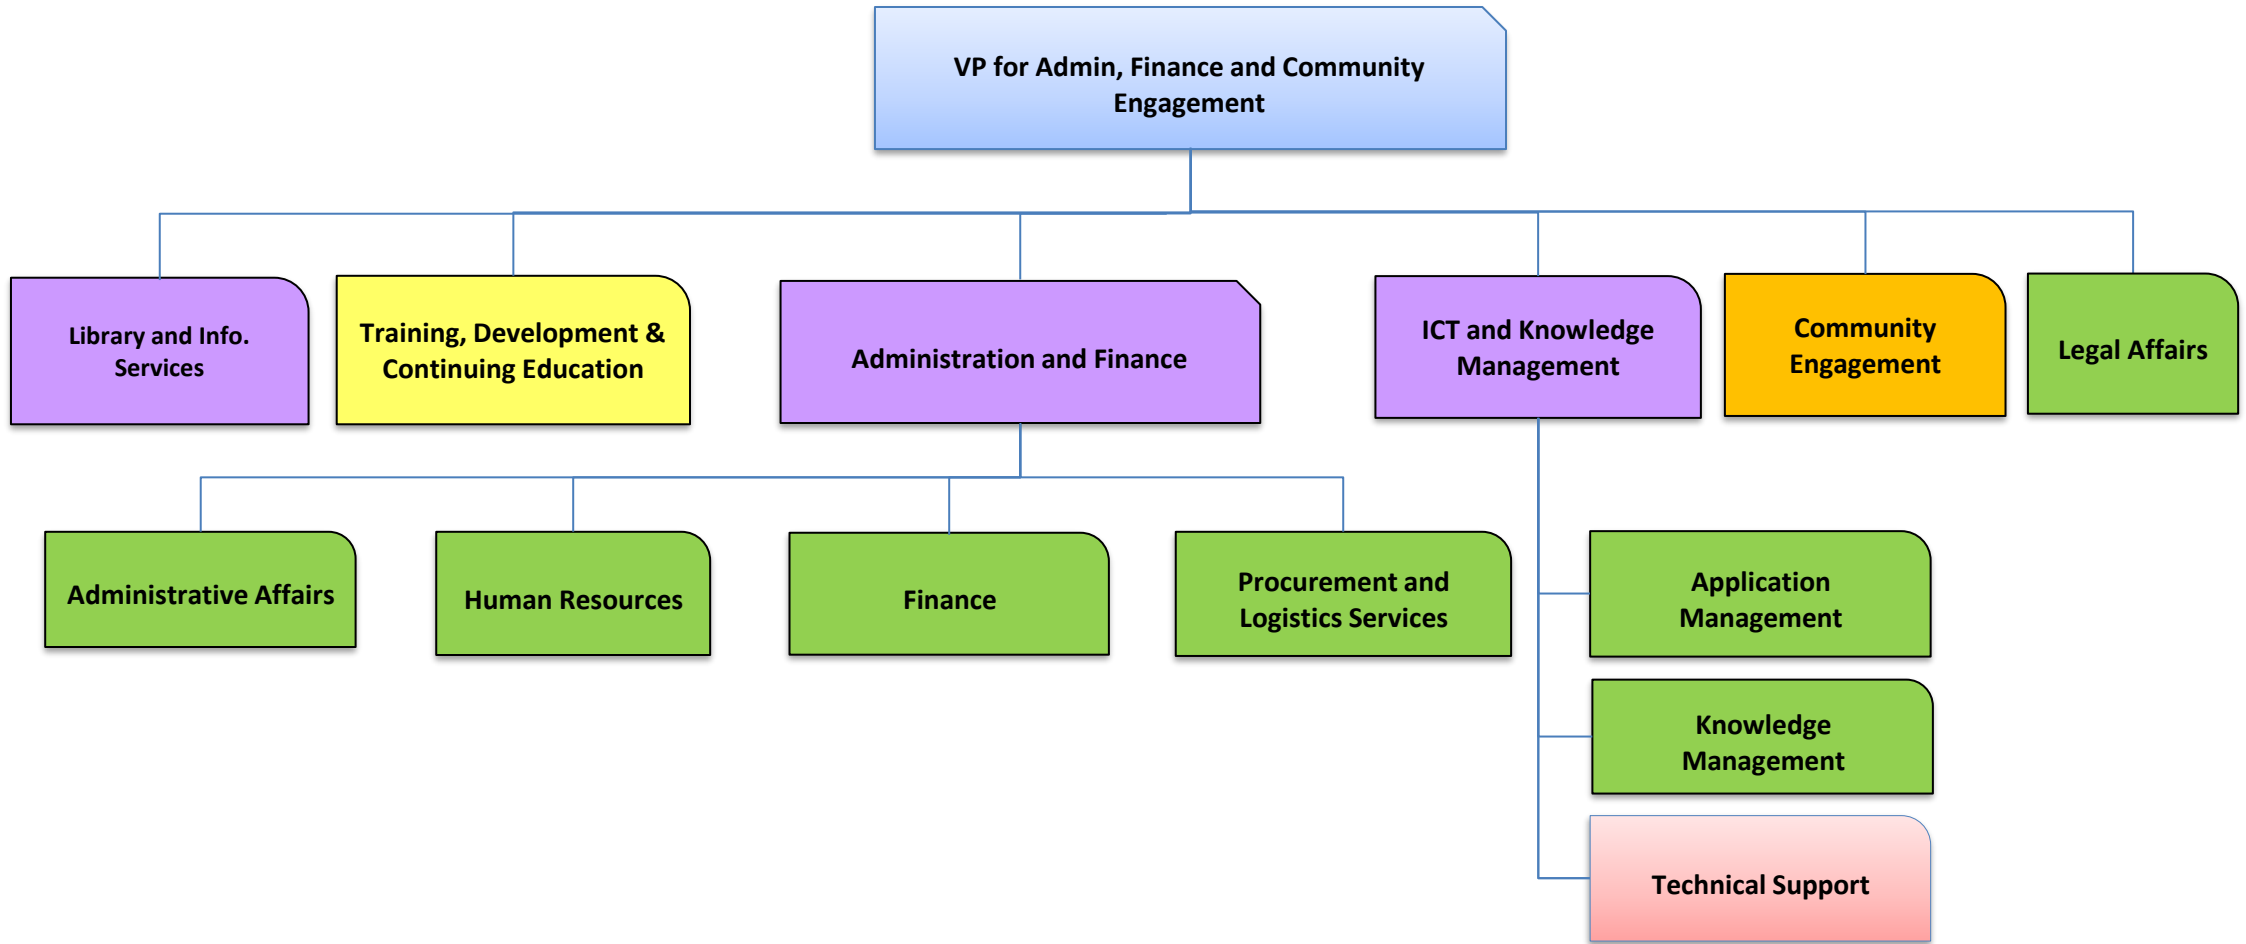 VP for Admin, Finance and Community
Engagement
Library and Info.
Services
Training, Development &
Continuing Education
Administration and Finance
ICT and Knowledge
Management
Community
Engagement
Legal Affairs
Administrative Affairs
Human Resources
Finance
Procurement and
Logistics Services
Application
Management
Knowledge
Management
Technical Support